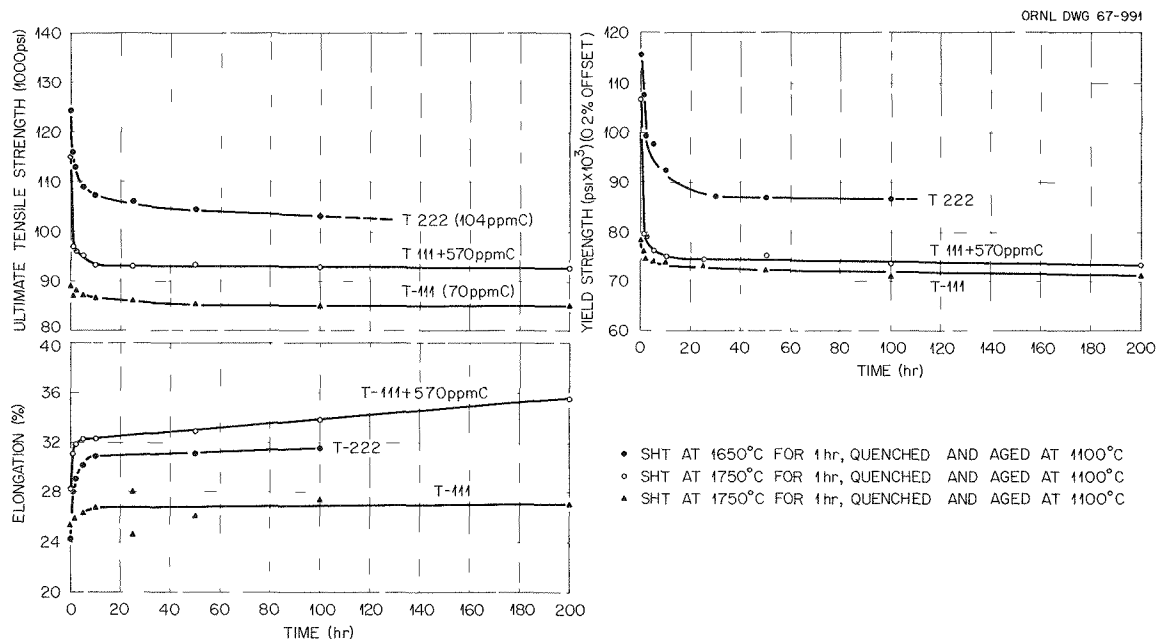 ORNL DWG 67-991
ULTIMATE TENSILE STRENGTH (1000psi)
140
130
120
110
100
90
80
T 222 (104ppmC)
T 111+570ppmC
T-111 (70ppmC)
YIELD STRENGTH (psi×10³)(0 2% OFFSET)
120
110
100
90
80
70
60
T 222
T 111+570ppmC
T-111
0 20 40 60 80 100 120 140 160 180 200
TIME (hr)
ELONGATION (%)
36
32
28
24
20
T-111+570ppmC
T-222
T-111
0 20 40 60 80 100 120 140 160 180 200
TIME (hr)
• SHT AT 1650°C FOR 1hr, QUENCHED AND AGED AT 1100°C
○ SHT AT 1750°C FOR 1hr, QUENCHED AND AGED AT 1100°C
▲ SHT AT 1750°C FOR 1hr, QUENCHED AND AGED AT 1100°C